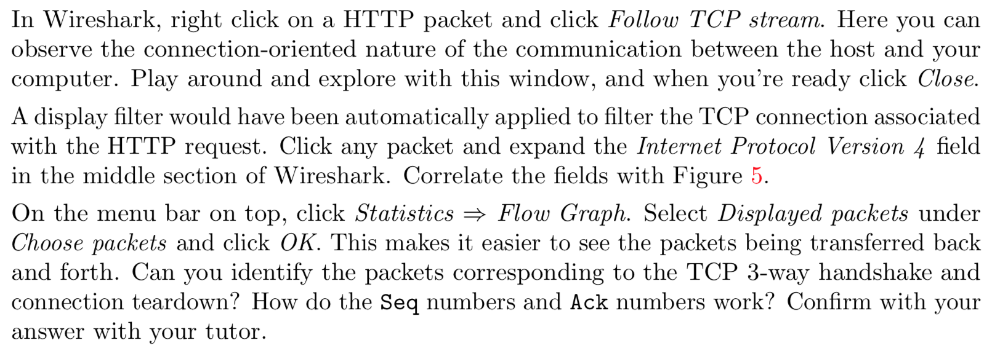 In Wireshark, right click on a HTTP packet and click Follow TCP stream. Here you can
observe the connection-oriented nature of the communication between the host and your
computer. Play around and explore with this window, and when you're ready click Close.
A display filter would have been automatically applied to filter the TCP connection associated
with the HTTP request. Click any packet and expand the Internet Protocol Version 4 field
in the middle section of Wireshark. Correlate the fields with Figure 5.
On the menu bar on top, click Statistics ⇒ Flow Graph. Select Displayed packets under
Choose packets and click OK. This makes it easier to see the packets being transferred back
and forth. Can you identify the packets corresponding to the TCP 3-way handshake and
connection teardown? How do the Seq numbers and Ack numbers work? Confirm with your
answer with your tutor.